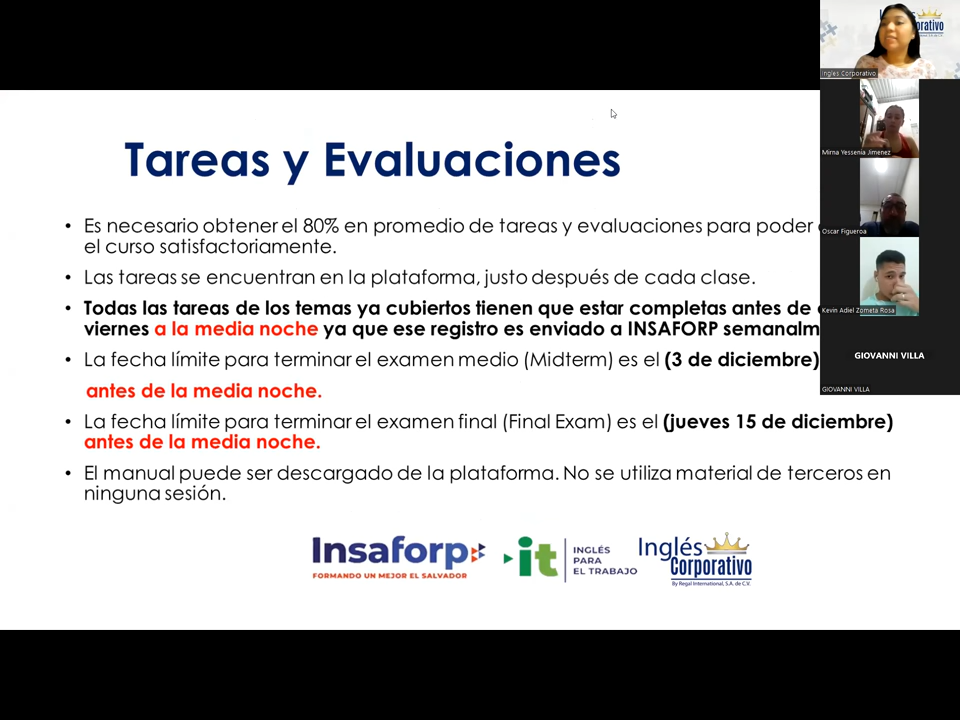 Tareas y Evaluaciones
• Es necesario obtener el 80% en promedio de tareas y evaluaciones para poder
el curso satisfactoriamente.
• Las tareas se encuentran en la plataforma, justo después de cada clase.
• Todas las tareas de los temas ya cubiertos tienen que estar completas antes de
viernes a la media noche ya que ese registro es enviado a INSAFORP semanalm
• La fecha límite para terminar el examen medio (Midterm) es el (3 de diciembre)
antes de la media noche.
• La fecha límite para terminar el examen final (Final Exam) es el (jueves 15 de diciembre)
antes de la media noche.
• El manual puede ser descargado de la plataforma. No se utiliza material de terceros en
ninguna sesión.
Insaforp
FORMANDO UN MEJOR EL SALVADOR
it
INGLÉS
PARA
EL TRABAJO
Inglés
Corporativo
By Regal International, S.A. de C.V.
Ingles Corporativo
Mirna Yessenia Jimenez
Oscar Figueroa
Kevin Adiel Zometa Rosa
GIOVANNI VILLA
GIOVANNI VILLA